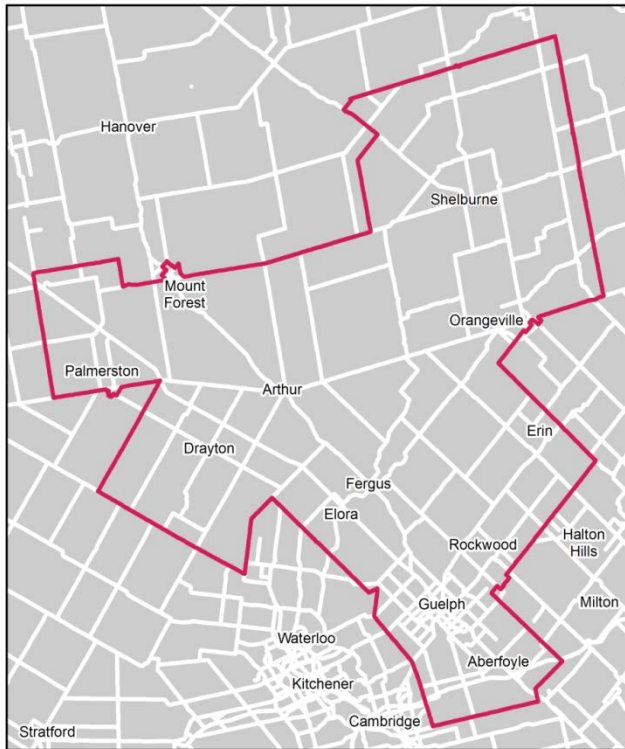 Hanover
Shelburne
Mount
Forest
Orangeville
Palmerston
Arthur
Erin
Drayton
Fergus
Elora
Halton
Hills
Rockwood
Guelph
Milton
Waterloo
Aberfoyle
Kitchener
Cambridge
Stratford